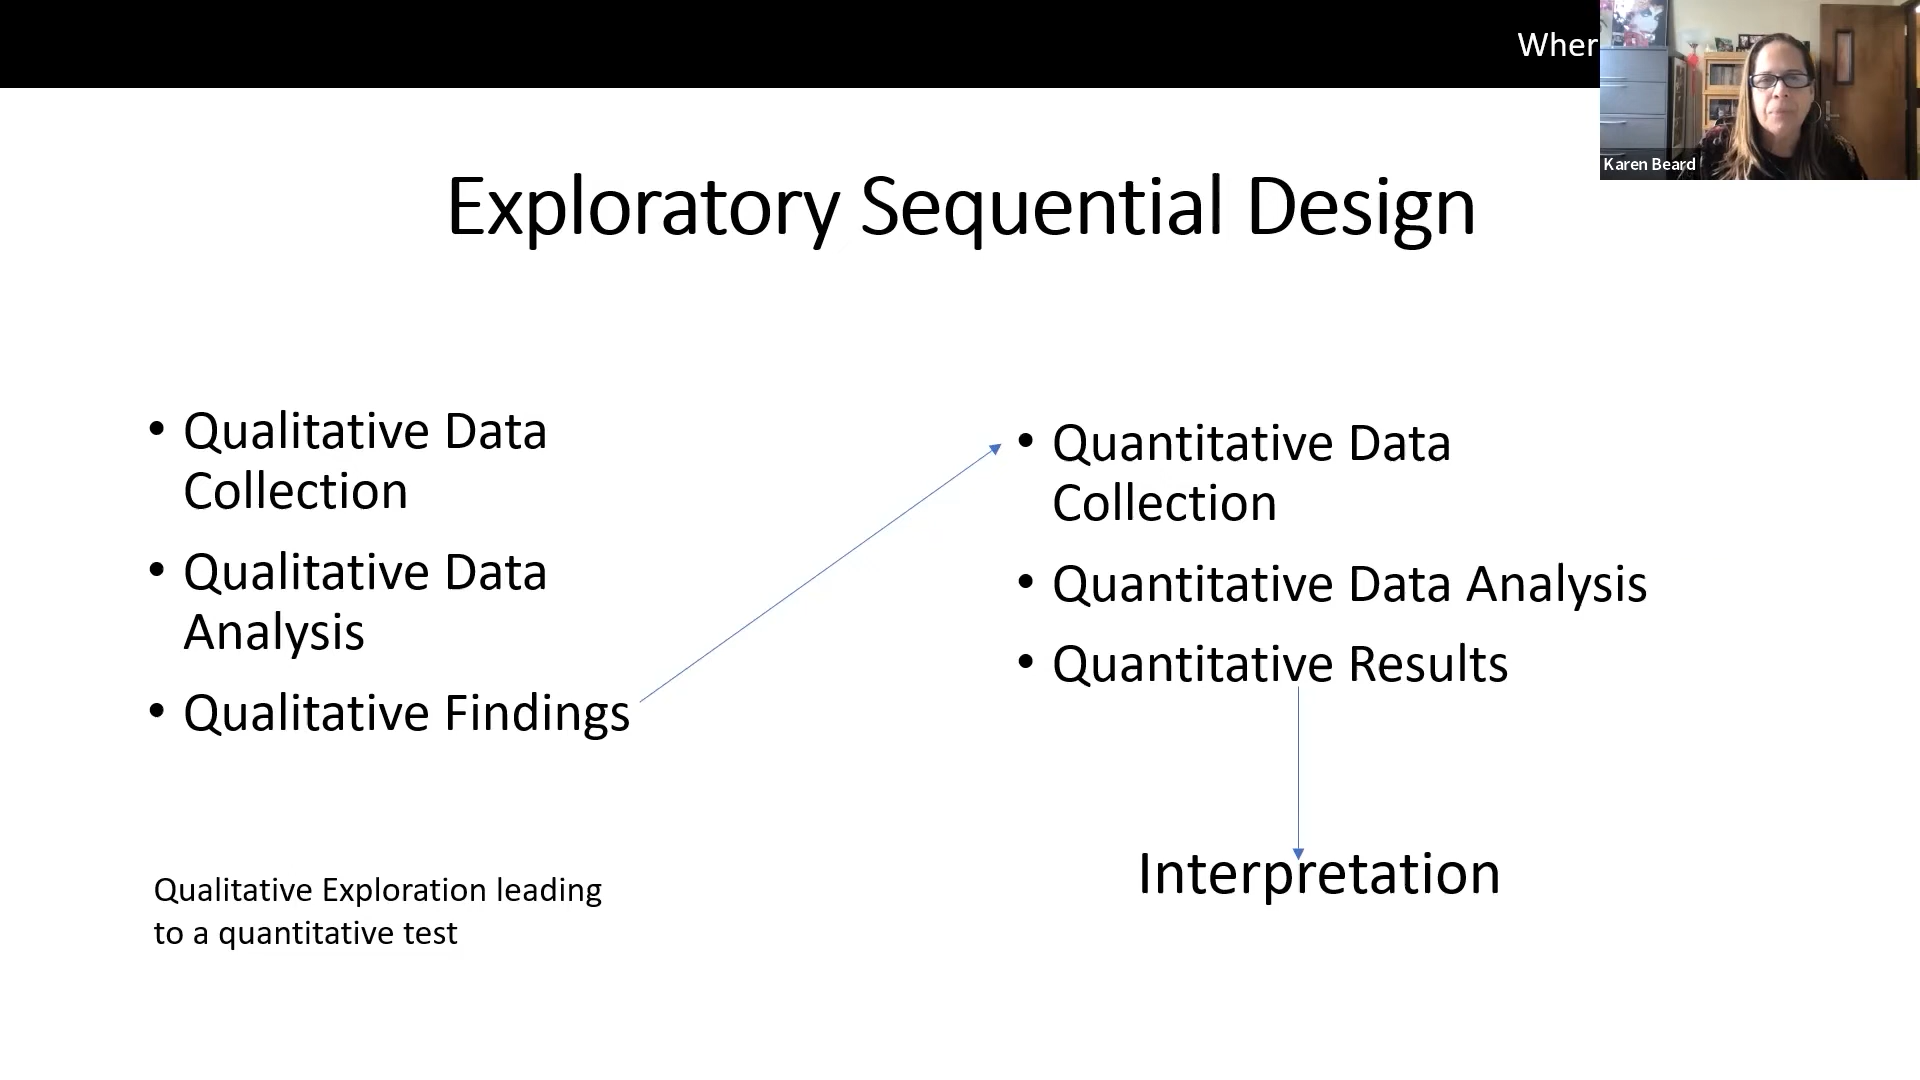 Wher
Karen Beard
Exploratory Sequential Design
• Qualitative Data
Collection
• Qualitative Data
Analysis
• Qualitative Findings
Qualitative Exploration leading
to a quantitative test
• Quantitative Data
Collection
• Quantitative Data Analysis
• Quantitative Results
Interpretation